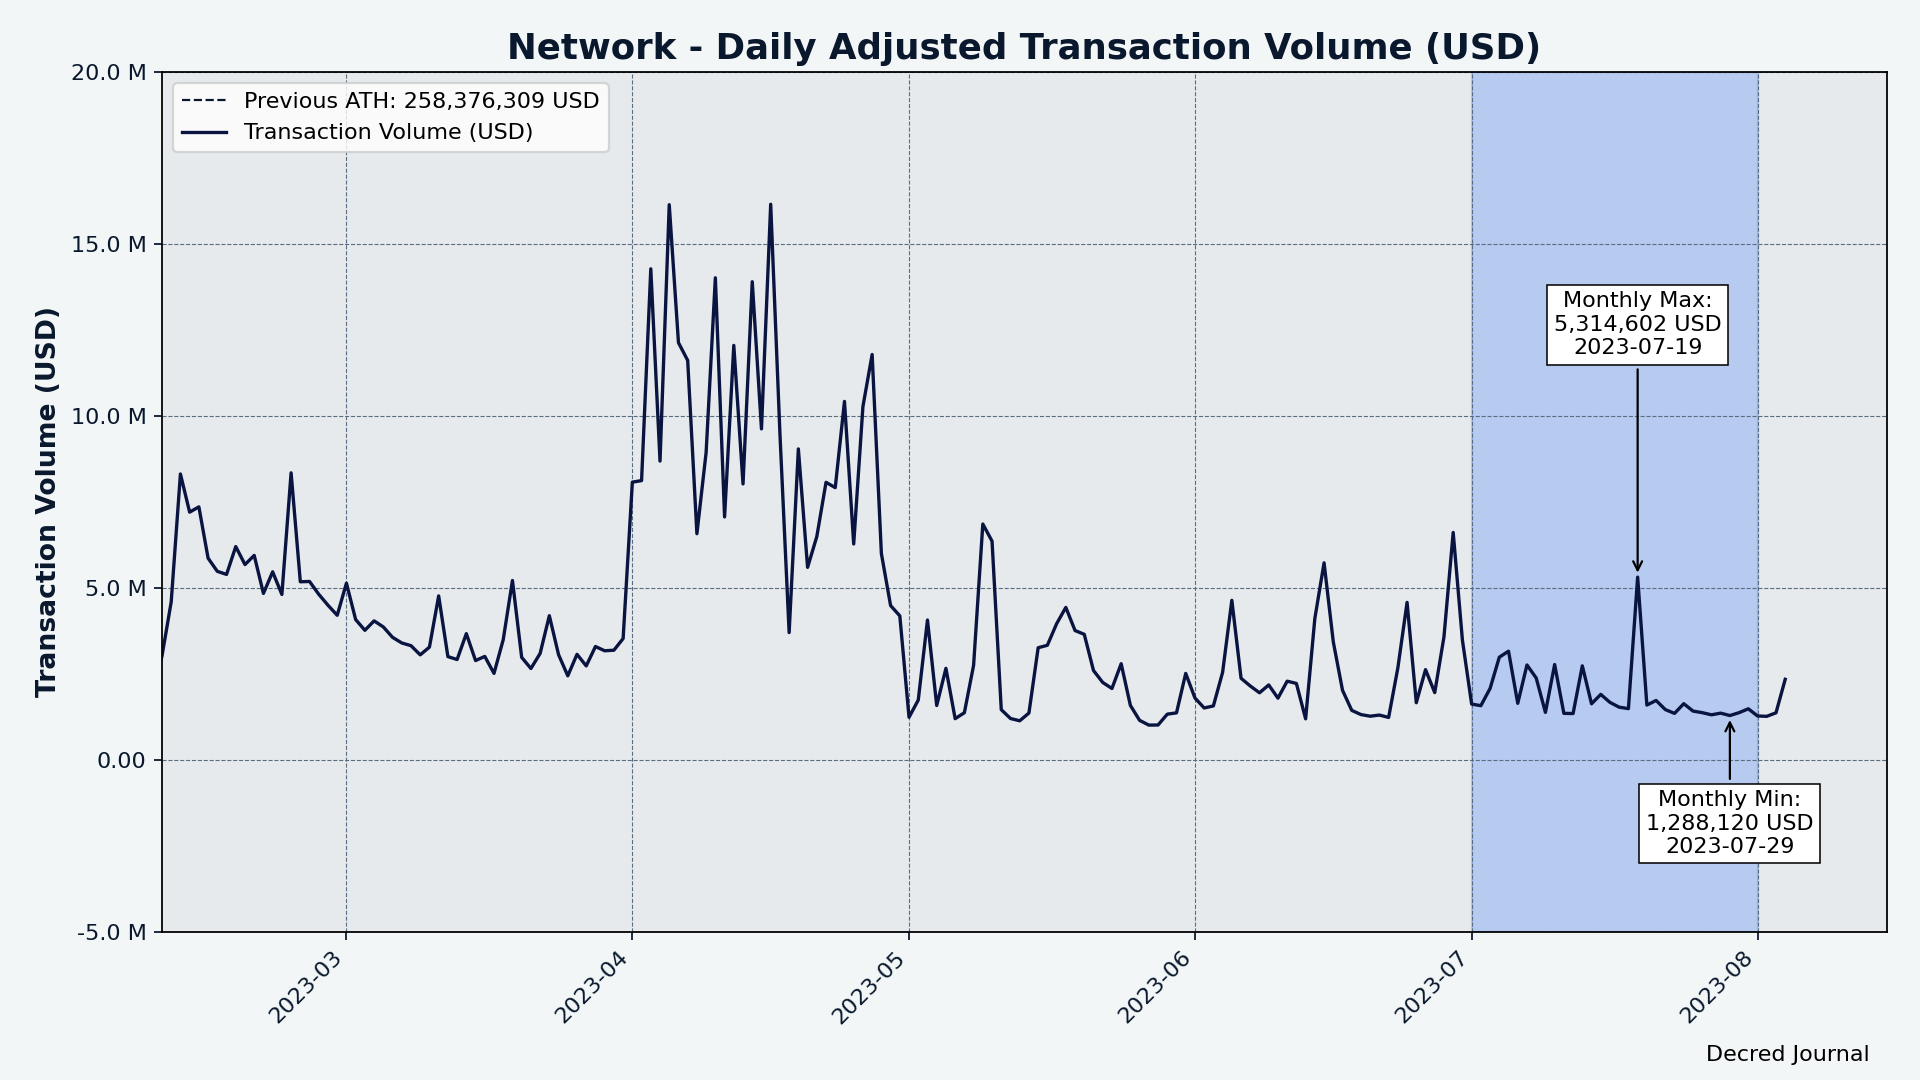 Network - Daily Adjusted Transaction Volume (USD)
Previous ATH: 258,376,309 USD
Transaction Volume (USD)
Transaction Volume (USD)
20.0 M
15.0 M
10.0 M
5.0 M
0.00
-5.0 M
Monthly Max:
5,314,602 USD
2023-07-19
Monthly Min:
1,288,120 USD
2023-07-29
2023-03
2023-04
2023-05
2023-06
2023-07
2023-08
Decred Journal